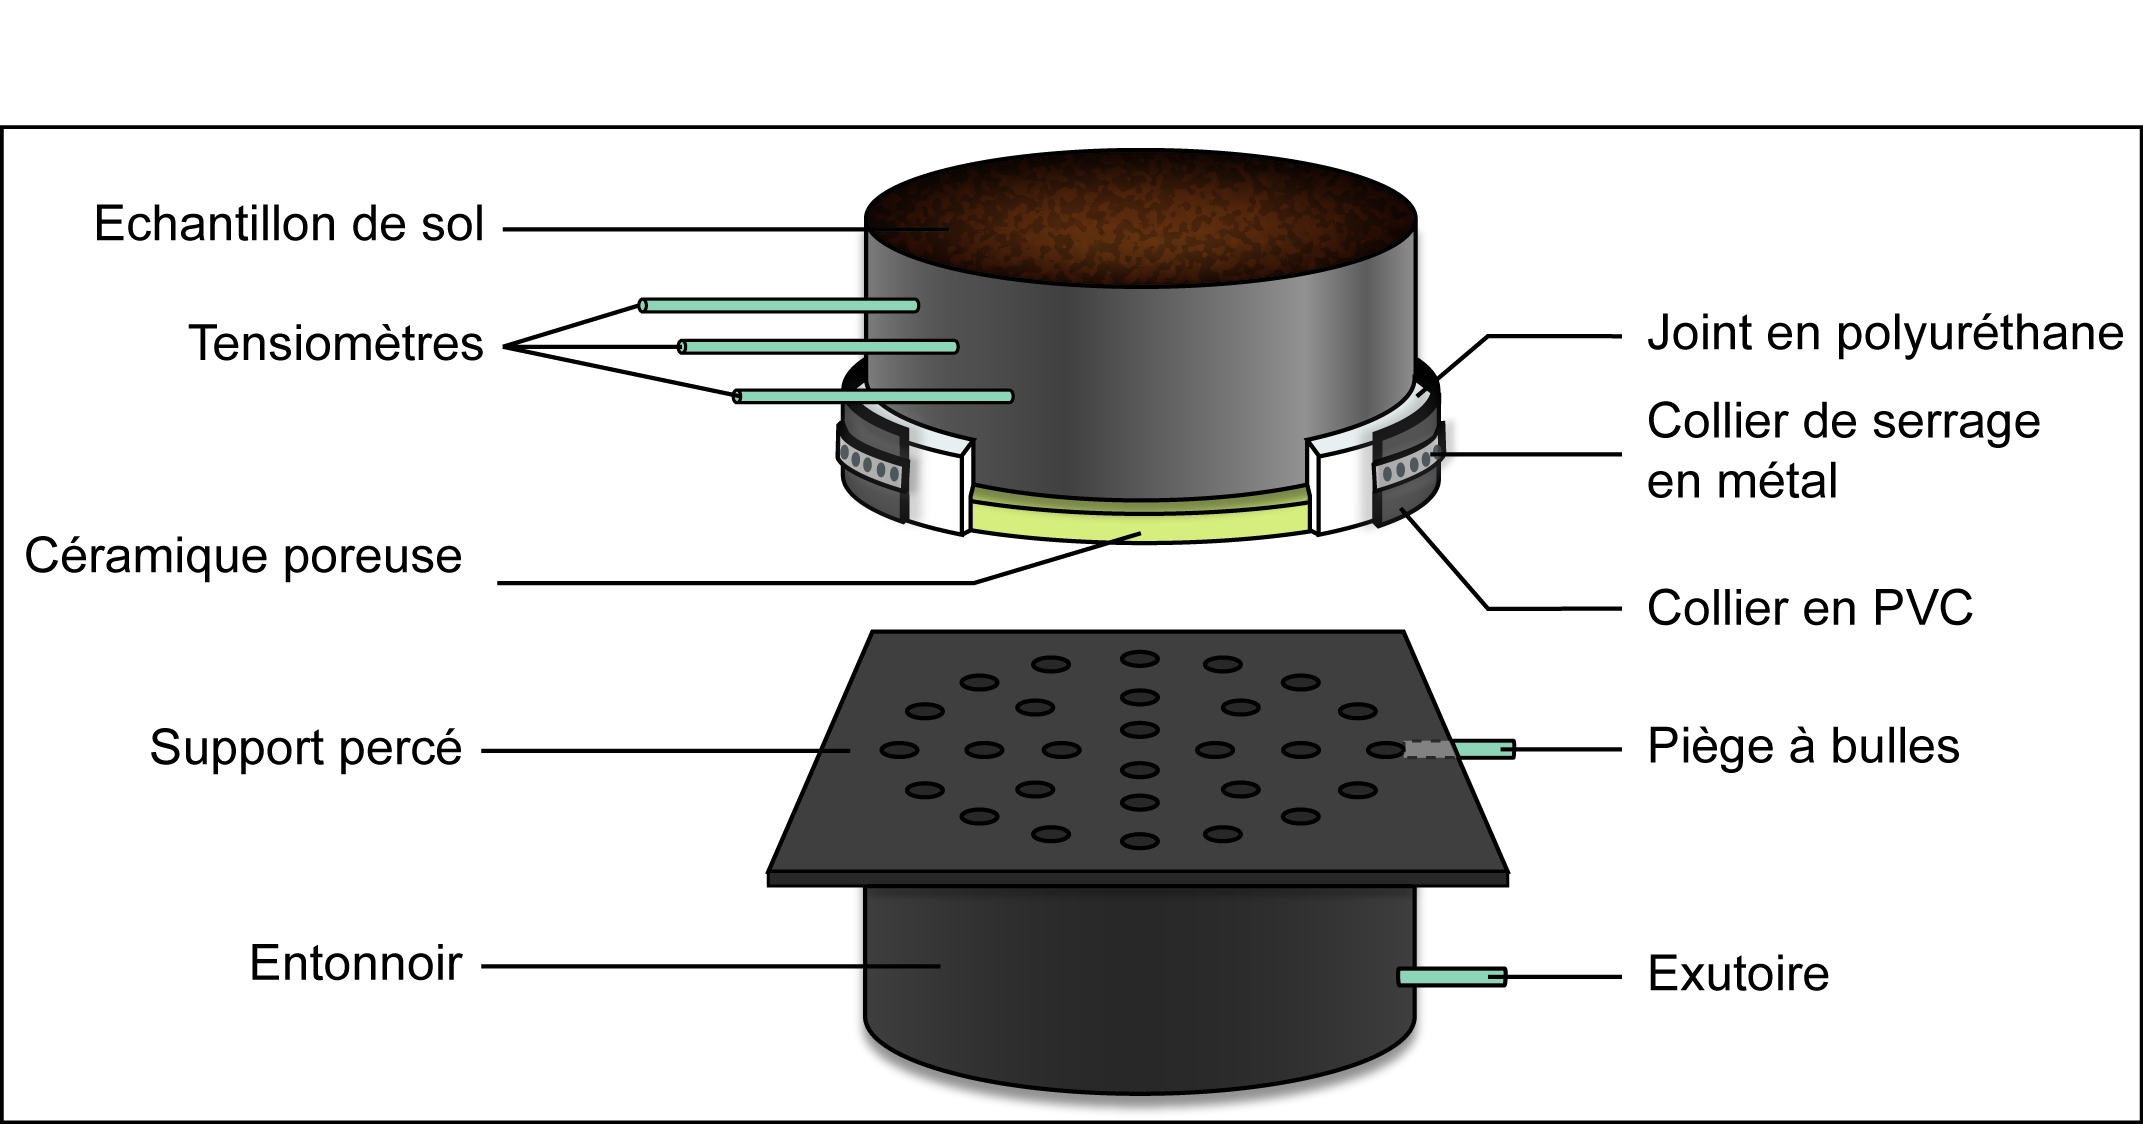 Echantillon de sol
Tensiomètres
Céramique poreuse
Support percé
Entonnoir
Joint en polyuréthane
Collier de serrage
en métal
Collier en PVC
Piège à bulles
Exutoire